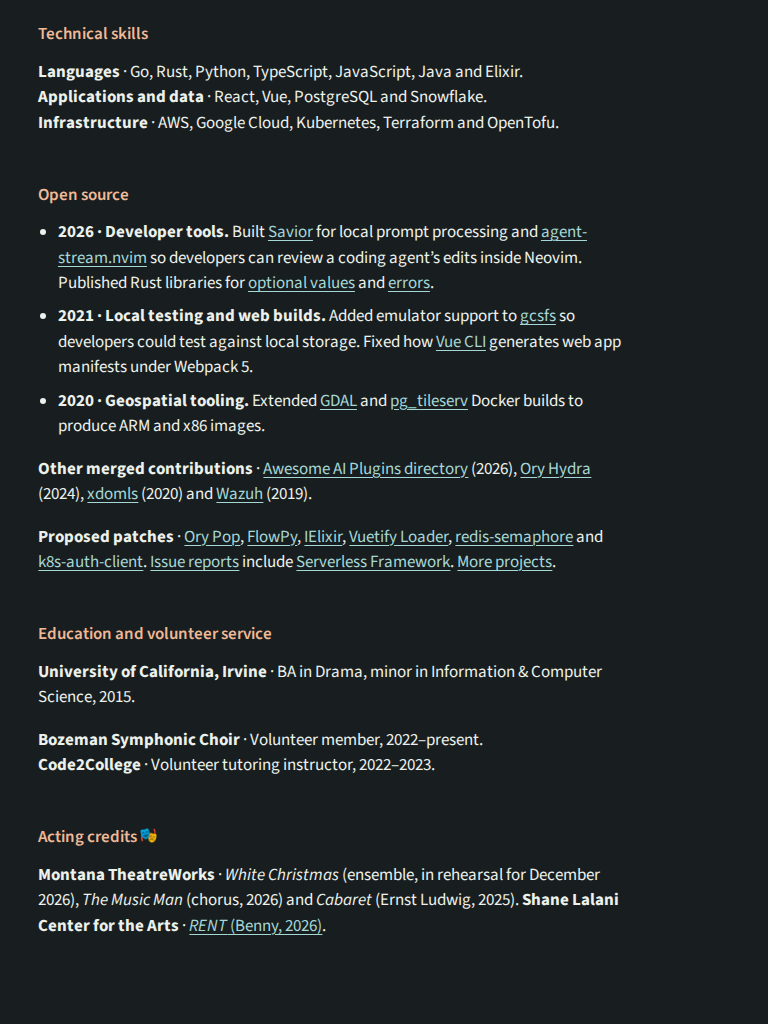 Technical skills
Languages · Go, Rust, Python, TypeScript, JavaScript, Java and Elixir.
Applications and data · React, Vue, PostgreSQL and Snowflake.
Infrastructure · AWS, Google Cloud, Kubernetes, Terraform and OpenTofu.
Open source
• 2026 · Developer tools. Built Savior for local prompt processing and agent-
stream.nvim so developers can review a coding agent’s edits inside Neovim.
Published Rust libraries for optional values and errors.
• 2021 · Local testing and web builds. Added emulator support to gcsfs so
developers could test against local storage. Fixed how Vue CLI generates web app
manifests under Webpack 5.
• 2020 · Geospatial tooling. Extended GDAL and pg_tileserv Docker builds to
produce ARM and x86 images.
Other merged contributions · Awesome AI Plugins directory (2026), Ory Hydra
(2024), xdomls (2020) and Wazuh (2019).
Proposed patches · Ory Pop, FlowPy, IElixir, Vuetify Loader, redis-semaphore and
k8s-auth-client. Issue reports include Serverless Framework. More projects.
Education and volunteer service
University of California, Irvine · BA in Drama, minor in Information & Computer
Science, 2015.
Bozeman Symphonic Choir · Volunteer member, 2022–present.
Code2College · Volunteer tutoring instructor, 2022–2023.
Acting credits 🎭
Montana TheatreWorks · White Christmas (ensemble, in rehearsal for December
2026), The Music Man (chorus, 2026) and Cabaret (Ernst Ludwig, 2025). Shane Lalani
Center for the Arts · RENT (Benny, 2026).